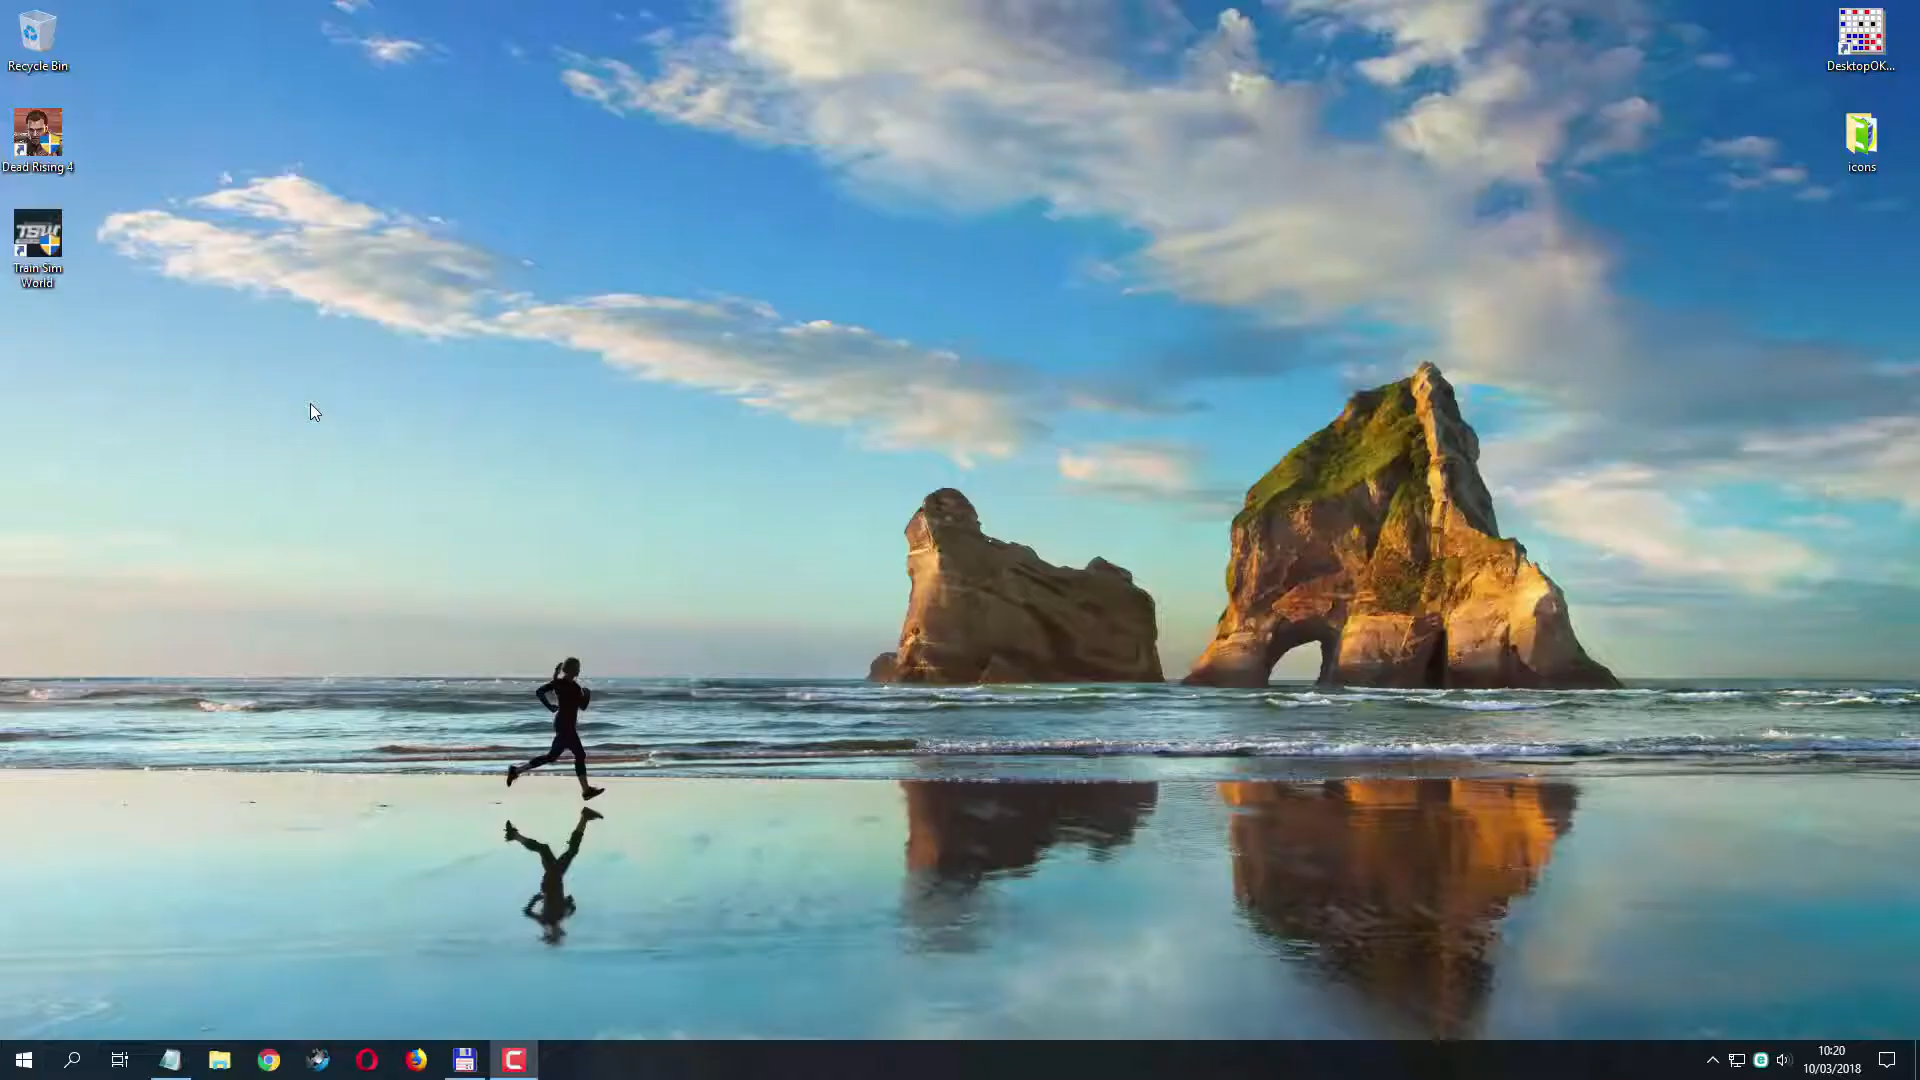 Recycle Bin
Dead Rising 4
TSW
Train Sim
World
DesktopOK...
icons
10:20
10/03/2018